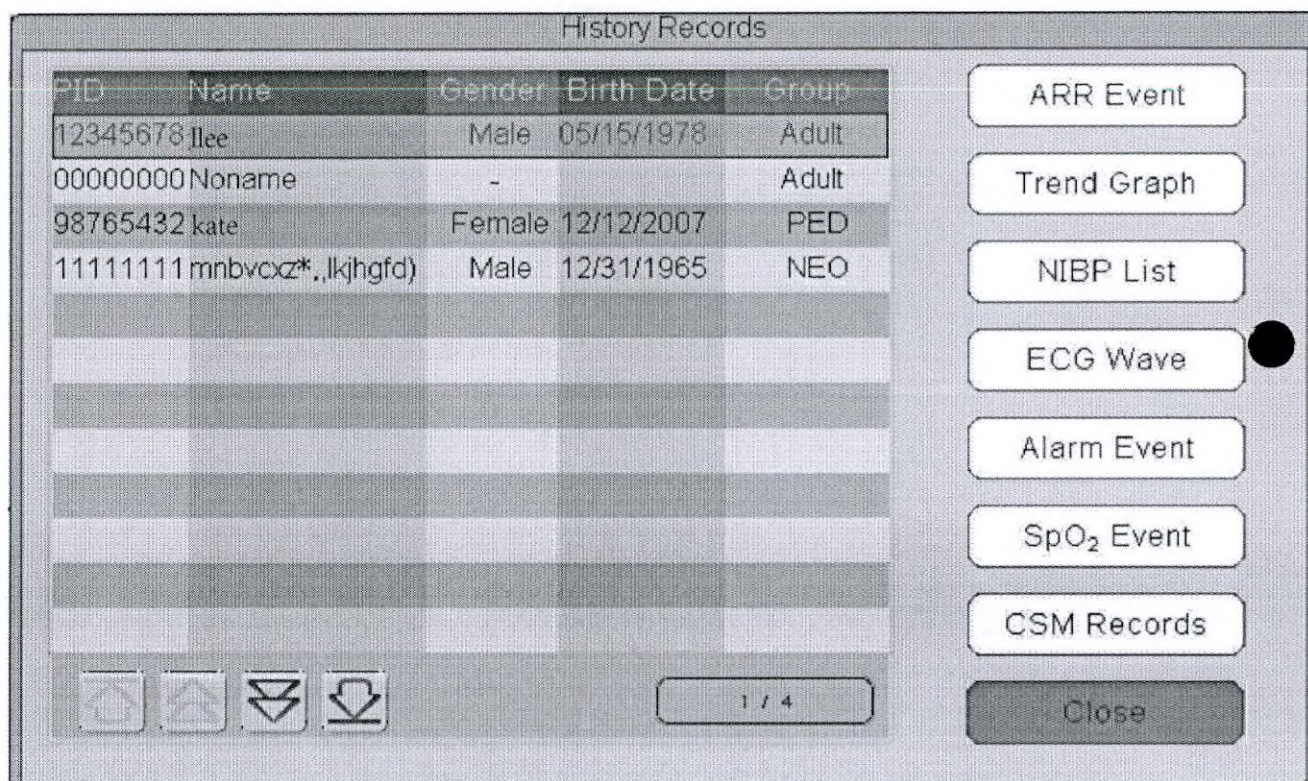 History Records
PID Name Gender Birth Date Group
12345678 llee Male 05/15/1978 Adult
00000000 Noname - Adult
98765432 kate Female 12/12/2007 PED
11111111 mnbvcxz*.,lkjhgfd) Male 12/31/1965 NEO
1 / 4
ARR Event
Trend Graph
NIBP List
ECG Wave
Alarm Event
SpO₂ Event
CSM Records
Close